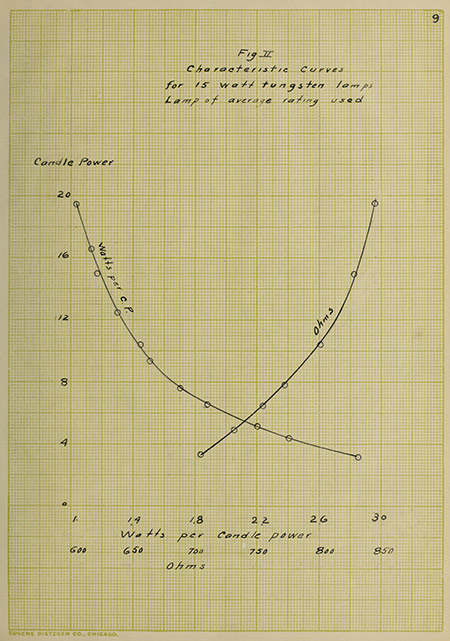 9
Fig II
Characteristic Curves
for 15 watt tungsten lamps
Lamp of average rating used
Candle Power
20
16
12
8
4
0
Watts per C.P.
Ohms
1. 1.4 1.8 2.2 2.6 3.0
Watts per Candle power
600 650 700 750 800 850
Ohms
EUGENE DIETZGEN CO., CHICAGO.